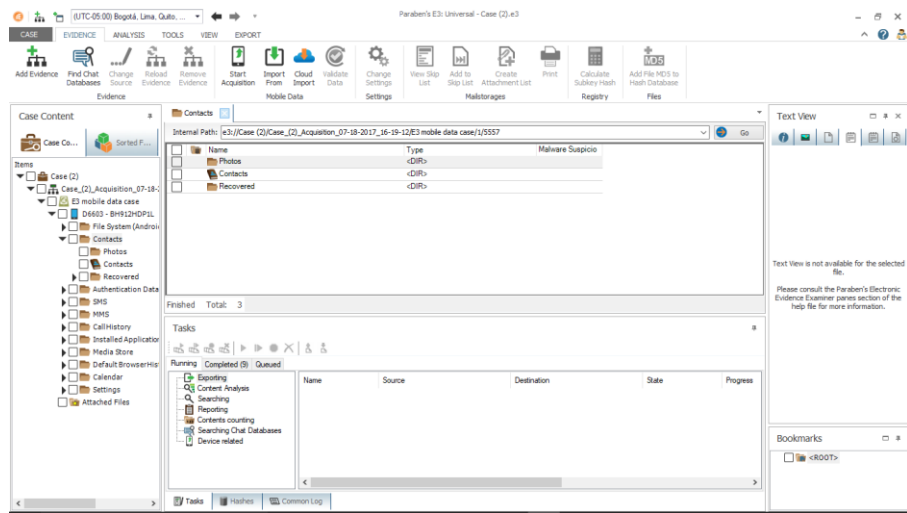 (UTC-05:00) Bogotá, Lima, Quito, ...
Paraben's E3: Universal - Case (2).e3
CASE EVIDENCE ANALYSIS TOOLS VIEW EXPORT
Add Evidence
Find Chat Databases
Change Source
Reload Evidence
Remove Evidence
Start Acquisition
Import From
Cloud Import
Validate Data
Change Settings
View Skip List
Add to Skip List
Create Attachment List
Print
Calculate Subkey Hash
MD5
Add File MD5 to Hash Database
Evidence
Mobile Data
Settings
Mailstorages
Registry
Files
Case Content
Case Co...
Sorted F...
Items
Case (2)
Case_(2)_Acquisition_07-18-
E3 mobile data case
D6603 - BH912HDP1L
File System (Androi
Contacts
Photos
Contacts
Recovered
Authentication Data
SMS
MMS
CallHistory
Installed Application
Media Store
Default BrowserHis
Calendar
Settings
Attached Files
Contacts
Internal Path: e3://Case (2)/Case_(2)_Acquisition_07-18-2017_16-19-12/E3 mobile data case/1/5557
Go
Name Type Malware Suspicio
Photos <DIR>
Contacts <DIR>
Recovered <DIR>
Finished Total: 3
Tasks
Running Completed (9) Queued
Exporting
Content Analysis
Searching
Reporting
Contents counting
Searching Chat Databases
Device related
Name Source Destination State Progress
Tasks Hashes Common Log
Text View
Text View is not available for the selected
file.
Please consult the Paraben's Electronic
Evidence Examiner panes section of the
help file for more information.
Bookmarks
<ROOT>